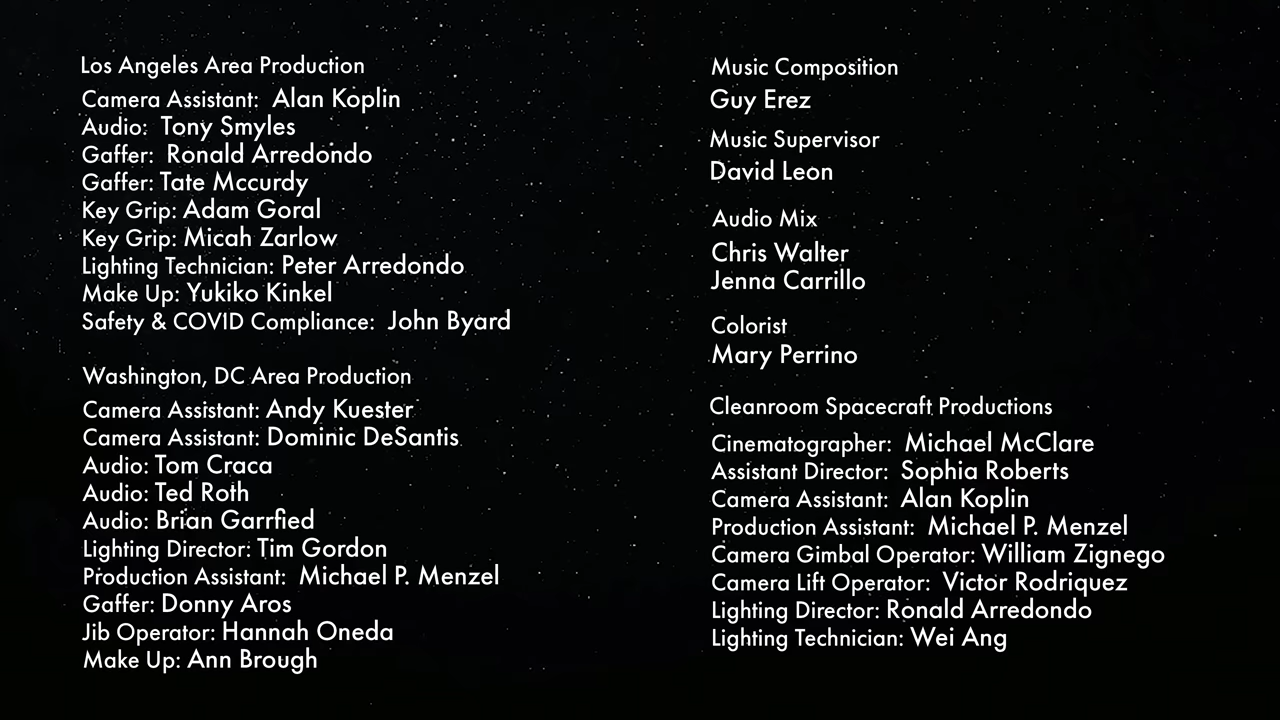 Los Angeles Area Production
Camera Assistant: Alan Koplin
Audio: Tony Smyles
Gaffer: Ronald Arredondo
Gaffer: Tate Mccurdy
Key Grip: Adam Goral
Key Grip: Micah Zarlow
Lighting Technician: Peter Arredondo
Make Up: Yukiko Kinkel
Safety & COVID Compliance: John Byard
Washington, DC Area Production
Camera Assistant: Andy Kuester
Camera Assistant: Dominic DeSantis
Audio: Tom Craca
Audio: Ted Roth
Audio: Brian Garrfied
Lighting Director: Tim Gordon
Production Assistant: Michael P. Menzel
Gaffer: Donny Aros
Jib Operator: Hannah Oneda
Make Up: Ann Brough
Music Composition
Guy Erez
Music Supervisor
David Leon
Audio Mix
Chris Walter
Jenna Carrillo
Colorist
Mary Perrino
Cleanroom Spacecraft Productions
Cinematographer: Michael McClare
Assistant Director: Sophia Roberts
Camera Assistant: Alan Koplin
Production Assistant: Michael P. Menzel
Camera Gimbal Operator: William Zignego
Camera Lift Operator: Victor Rodriquez
Lighting Director: Ronald Arredondo
Lighting Technician: Wei Ang